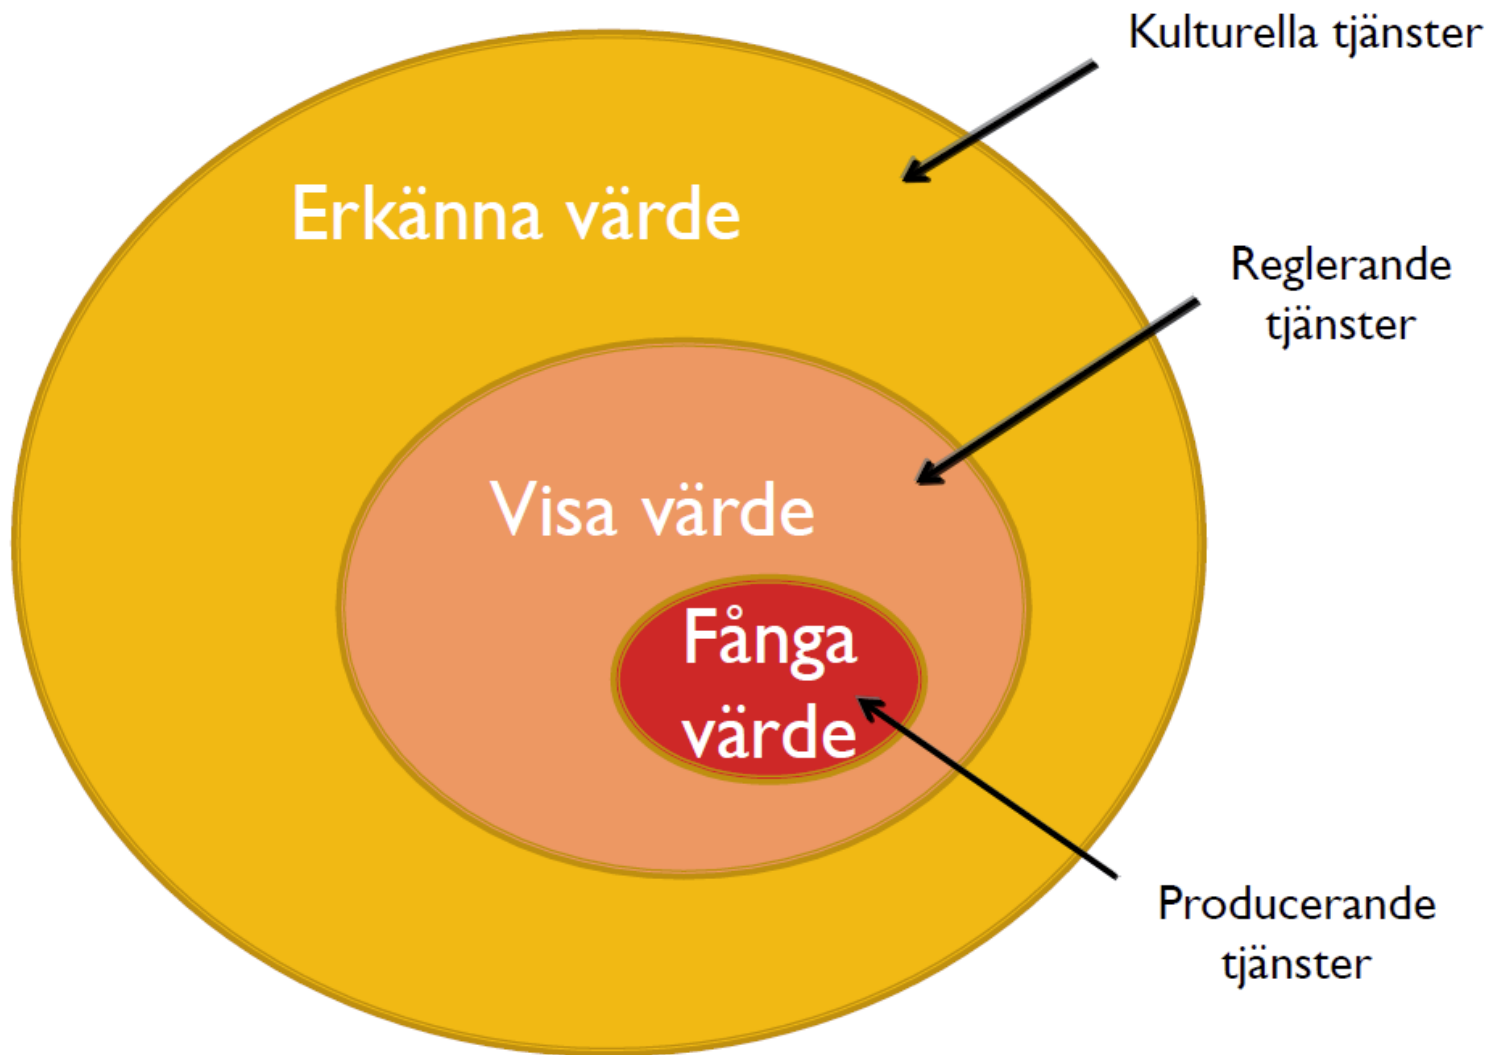 Kulturella tjänster
Erkänna värde
Reglerande
tjänster
Visa värde
Fånga
värde
Producerande
tjänster